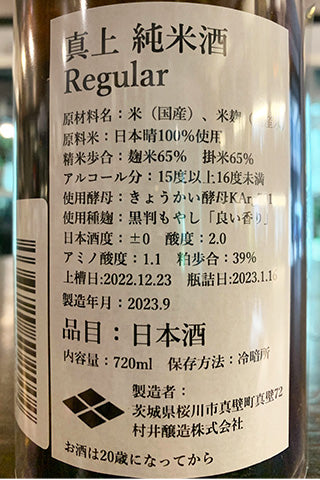 真上 純米酒
Regular
原材料名：米（国産）、米麹（
原料米：日本晴100%使用
精米歩合：麹米65%　掛米65%
アルコール分：15度以上16度未満
使用酵母：きょうかい酵母KAr
使用種麹：黒判もやし「良い香り」
日本酒度：±0　酸度：2.0
アミノ酸度：1.1　粕歩合：39%
上槽日:2022.12.23　瓶詰日:2023.1.16
製造年月：2023.9
品目：日本酒
内容量：720ml　保存方法：冷暗所
製造者：
茨城県桜川市真壁町真壁72
村井醸造株式会社
お酒は20歳になってから